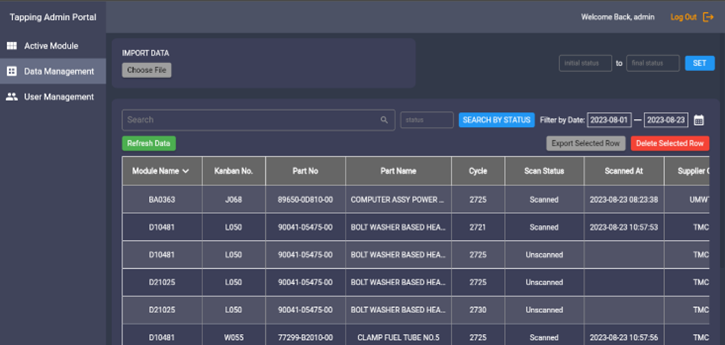 Tapping Admin Portal
Welcome Back, admin
Log Out
Active Module
Data Management
User Management
IMPORT DATA
Choose File
initial status to final status SET
Search
status
SEARCH BY STATUS
Filter by Date: 2023-08-01 — 2023-08-23
Refresh Data
Export Selected Row
Delete Selected Row
Module Name Kanban No. Part No Part Name Cycle Scan Status Scanned At Supplier C
BA0363 J068 89650-0D810-00 COMPUTER ASSY POWER ... 2725 Scanned 2023-08-23 08:23:38 UMW
D10481 L050 90041-05475-00 BOLT WASHER BASED HEA... 2721 Scanned 2023-08-23 10:57:53 TMC
D10481 L050 90041-05475-00 BOLT WASHER BASED HEA... 2725 Unscanned TMC
D21025 L050 90041-05475-00 BOLT WASHER BASED HEA... 2725 Unscanned TMC
D21025 L050 90041-05475-00 BOLT WASHER BASED HEA... 2730 Unscanned TMC
D10481 W055 77299-B2010-00 CLAMP FUEL TUBE NO.5 2725 Scanned 2023-08-23 10:57:56 TMC